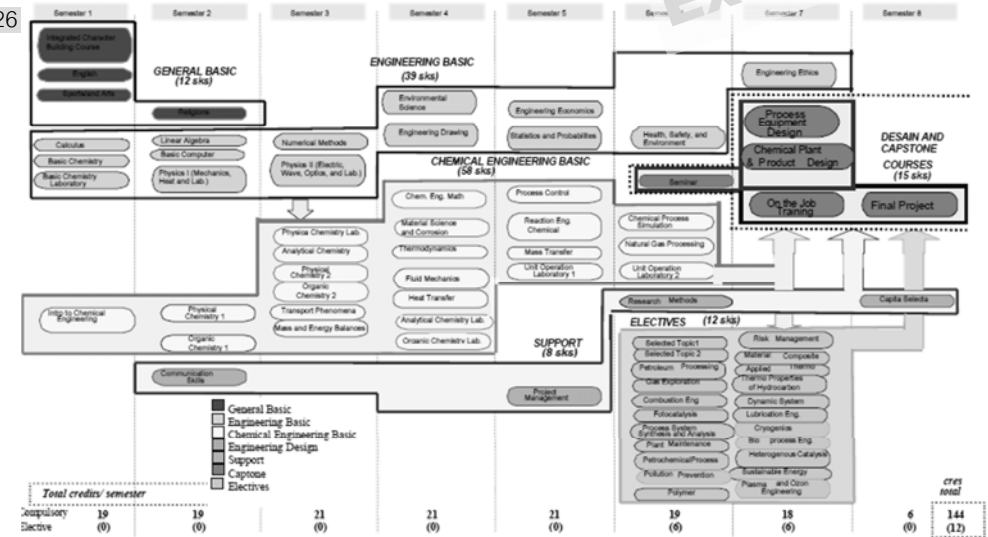 26
Semester 1
Semester 2
Semester 3
Semester 4
Semester 5
Semester 7
Semester 8
Integrated Character
Building Course
English
Sports and Arts
GENERAL BASIC
(12 sks)
Religions
ENGINEERING BASIC
(39 sks)
Environmental
Science
Engineering Drawing
Engineering Economics
Statistics and Probabilities
Health, Safety, and
Environment
Engineering Ethics
Calculus
Basic Chemistry
Basic Chemistry
Laboratory
Linear Algebra
Basic Computer
Physics I (Mechanics,
Heat and Lab.)
Numerical Methods
Physics II (Electric,
Wave, Optics, and Lab.)
CHEMICAL ENGINEERING BASIC
(58 sks)
Process
Equipment
Design
Chemical Plant
& Product Design
DESAIN AND
CAPSTONE
COURSES
(15 sks)
Seminar
On the Job
Training
Final Project
Intro to Chemical
Engineering
Physical
Chemistry 1
Organic
Chemistry 1
Physica Chemistry Lab.
Analytical Chemistry
Physical
Chemistry 2
Organic
Chemistry 2
Transport Phenomena
Mass and Energy Balances
Chem. Eng. Math
Material Science
and Corrosion
Thermodynamics
Fluid Mechanics
Heat Transfer
Analytical Chemistry Lab.
Organic Chemistry Lab.
Process Control
Reaction Eng.
Chemical
Mass Transfer
Unit Operation
Laboratory 1
Chemical Process
Simulation
Natural Gas Processing
Unit Operation
Laboratory 2
Research Methods
Capita Selecta
SUPPORT
(8 sks)
Communication
Skills
Project
Management
ELECTIVES (12 sks)
Selected Topic1
Selected Topic 2
Petroleum Processing
Gas Exploration
Combustion Eng
Fotocatalysis
Process System
Synthesis and Analysis
Plant Maintenance
PetrochemicalProcess
Pollution Prevention
Polymer
Risk Management
Material Composite
Applied Thermo
Thermo Properties
of Hydrocarbon
Dynamic System
Lubrication Eng.
Cryogenics
Bio process Eng.
Heterogenous Catalysis
Sustainable Energy
Plasma and Ozon
Engineering
General Basic
Engineering Basic
Chemical Engineering Basic
Engineering Design
Support
Captone
Electives
Total credits/ semester
cres
total
Compulsory 19 19 21 21 21 19 18 6 144
Elective (0) (0) (0) (0) (0) (6) (6) (0) (12)